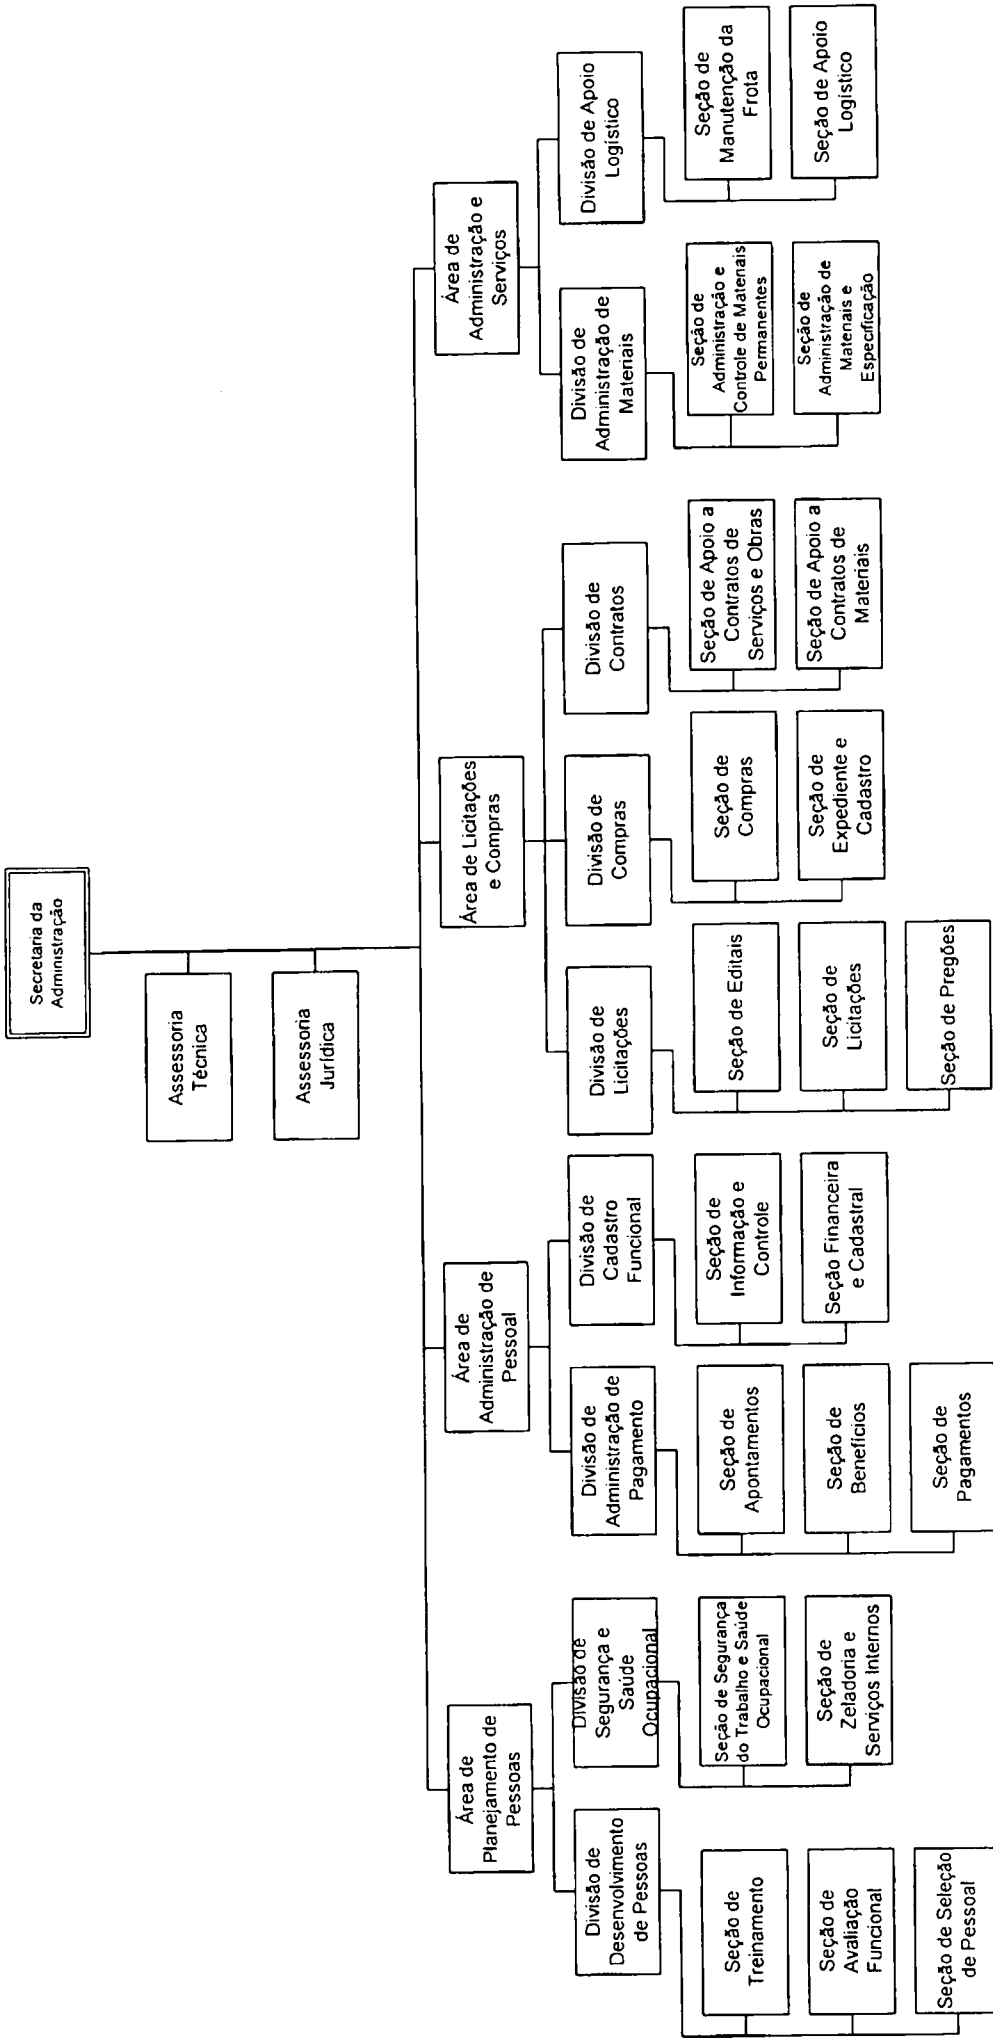 Secretaria da
Administração
Assessoria
Técnica
Assessoria
Jurídica
Área de
Planejamento de
Pessoas
Área de
Administração de
Pessoal
Área de Licitações
e Compras
Área de
Administração e
Serviços
Divisão de
Desenvolvimento
de Pessoas
Divisão de
Segurança e
Saúde
Ocupacional
Divisão de
Administração de
Pagamento
Divisão de
Cadastro
Funcional
Divisão de
Licitações
Divisão de
Compras
Divisão de
Contratos
Divisão de
Administração de
Materiais
Divisão de Apoio
Logístico
Seção de
Treinamento
Seção de
Avaliação
Funcional
Seção de Seleção
de Pessoal
Seção de Segurança
do Trabalho e Saúde
Ocupacional
Seção de
Zeladoria e
Serviços Internos
Seção de
Apontamentos
Seção de
Benefícios
Seção de
Pagamentos
Seção de
Informação e
Controle
Seção Financeira
e Cadastral
Seção de Editais
Seção de
Licitações
Seção de Pregões
Seção de
Compras
Seção de
Expediente e
Cadastro
Seção de Apoio a
Contratos de
Serviços e Obras
Seção de Apoio a
Contratos de
Materiais
Seção de
Administração e
Controle de Materiais
Permanentes
Seção de
Administração de
Materiais e
Especificação
Seção de
Manutenção da
Frota
Seção de Apoio
Logístico